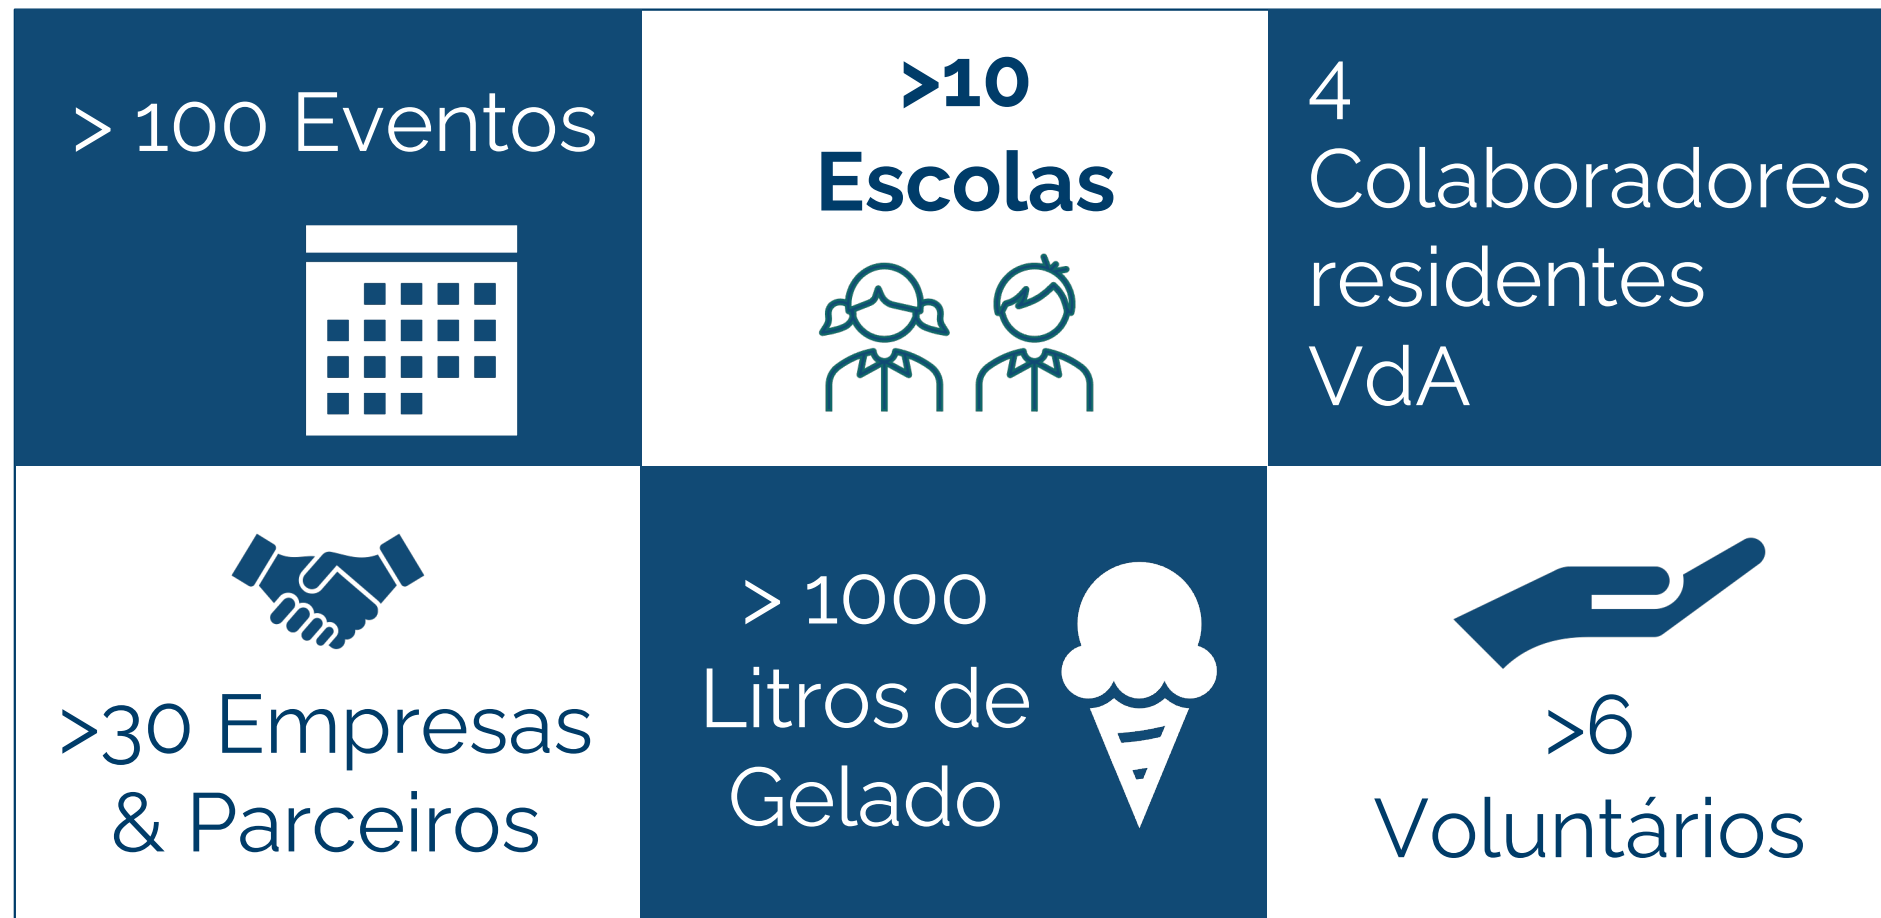 > 100 Eventos
>10
Escolas
4
Colaboradores
residentes
VdA
>30 Empresas
& Parceiros
> 1000
Litros de
Gelado
>6
Voluntários